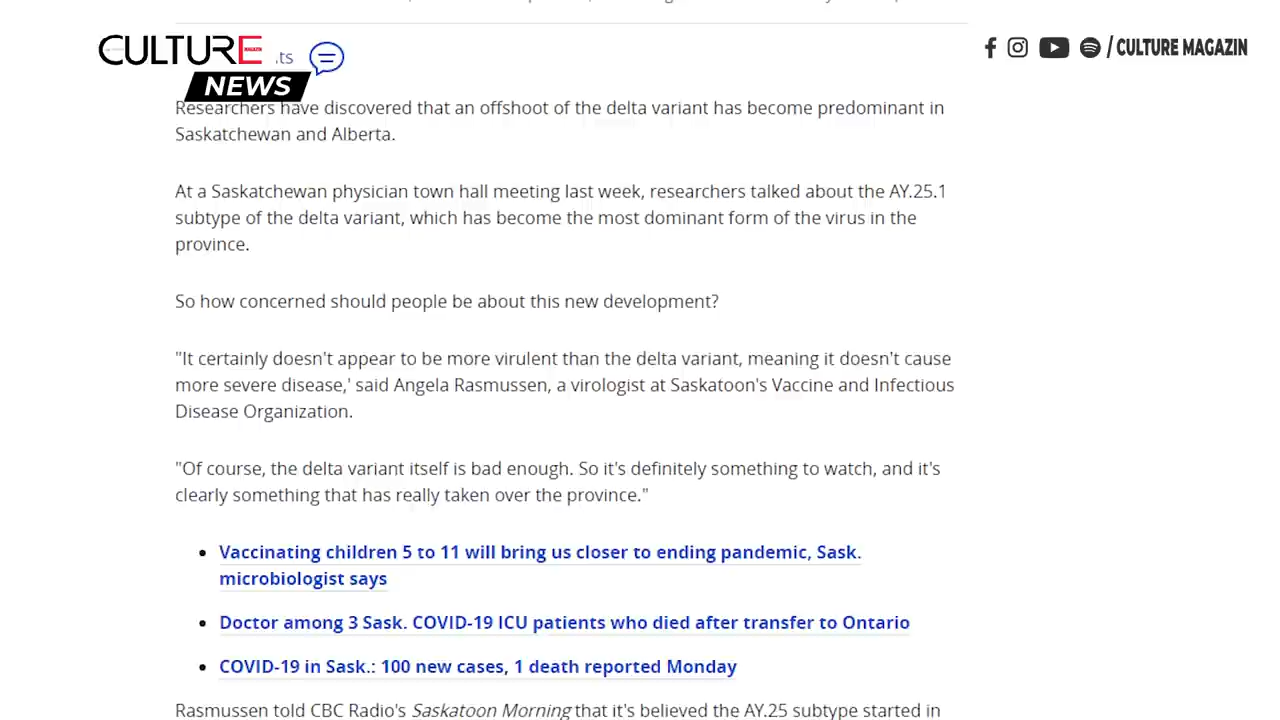 CULTURE
MAGAZIN
.ts
NEWS
/ CULTURE MAGAZIN
Researchers have discovered that an offshoot of the delta variant has become predominant in
Saskatchewan and Alberta.
At a Saskatchewan physician town hall meeting last week, researchers talked about the AY.25.1
subtype of the delta variant, which has become the most dominant form of the virus in the
province.
So how concerned should people be about this new development?
"It certainly doesn't appear to be more virulent than the delta variant, meaning it doesn't cause
more severe disease,' said Angela Rasmussen, a virologist at Saskatoon's Vaccine and Infectious
Disease Organization.
"Of course, the delta variant itself is bad enough. So it's definitely something to watch, and it's
clearly something that has really taken over the province."
Vaccinating children 5 to 11 will bring us closer to ending pandemic, Sask.
microbiologist says
Doctor among 3 Sask. COVID-19 ICU patients who died after transfer to Ontario
COVID-19 in Sask.: 100 new cases, 1 death reported Monday
Rasmussen told CBC Radio's Saskatoon Morning that it's believed the AY.25 subtype started in